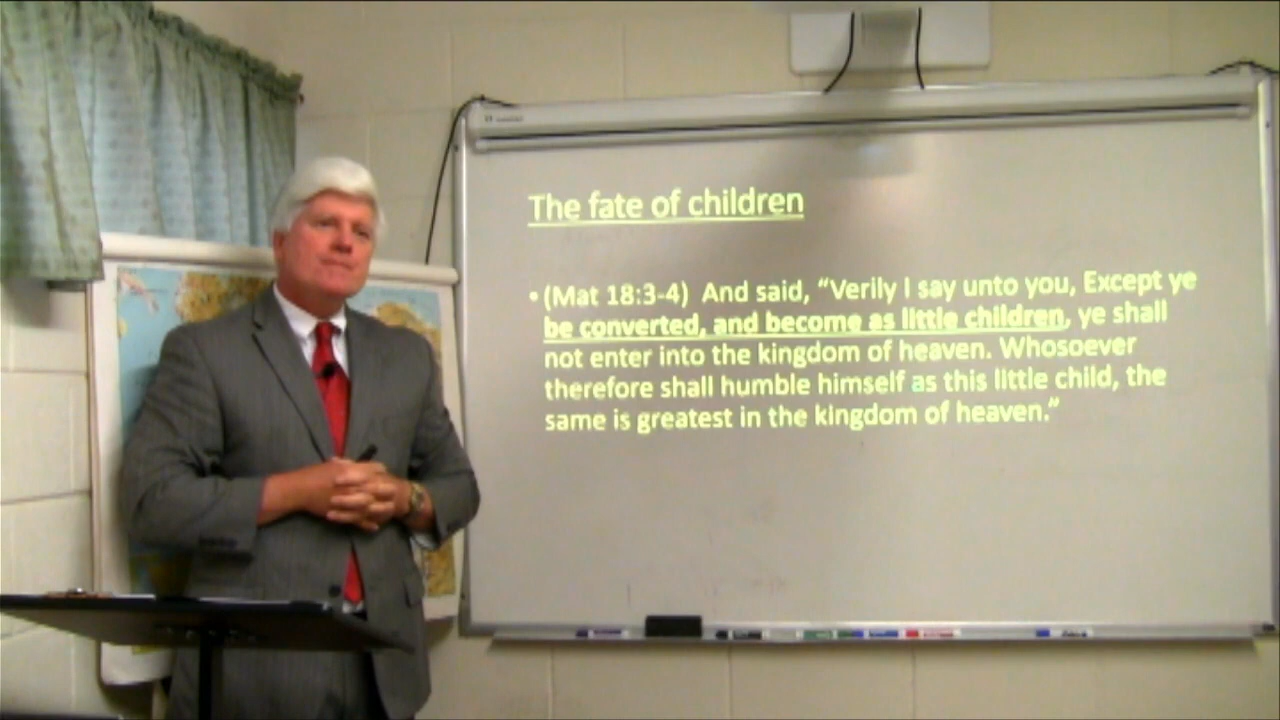 The fate of children
• (Mat 18:3-4) And said, “Verily I say unto you, Except ye
be converted, and become as little children, ye shall
not enter into the kingdom of heaven. Whosoever
therefore shall humble himself as this little child, the
same is greatest in the kingdom of heaven.”